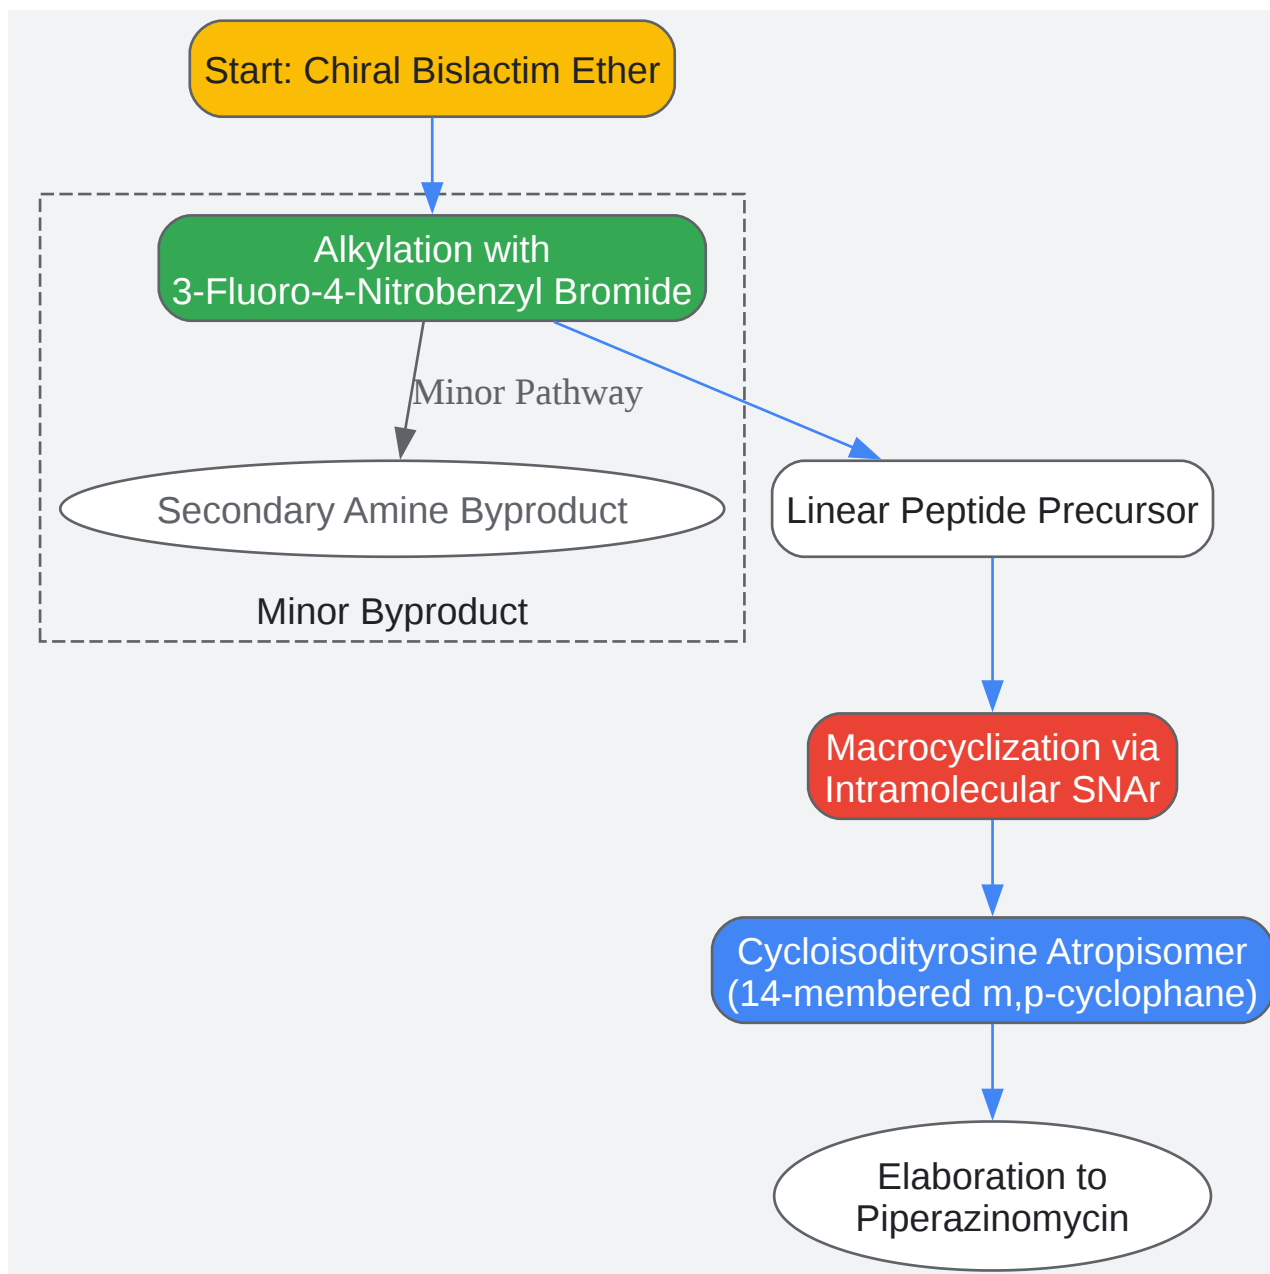 Start: Chiral Bislactim Ether
Alkylation with
3-Fluoro-4-Nitrobenzyl Bromide
Minor Pathway
Secondary Amine Byproduct
Linear Peptide Precursor
Minor Byproduct
Macrocyclization via
Intramolecular SNAr
Cycloisodityrosine Atropisomer
(14-membered m,p-cyclophane)
Elaboration to
Piperazinomycin